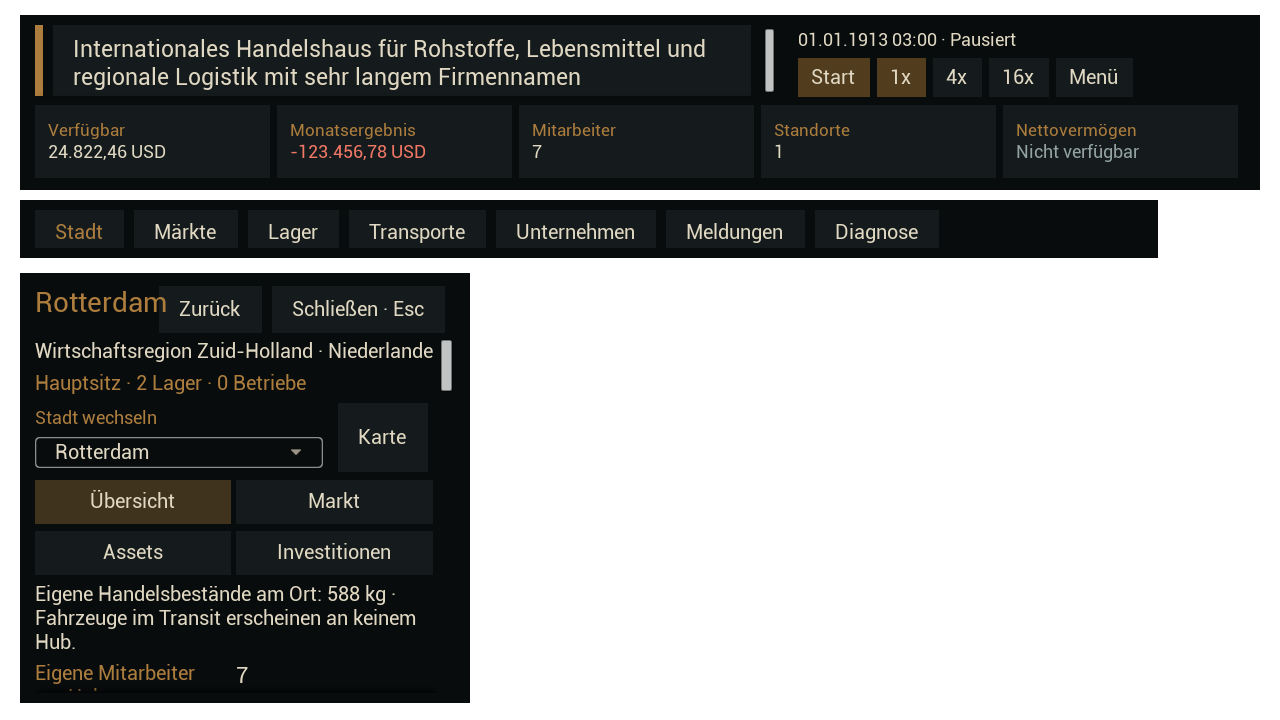 Internationales Handelshaus für Rohstoffe, Lebensmittel und
regionale Logistik mit sehr langem Firmennamen
01.01.1913 03:00 · Pausiert
Start 1x 4x 16x Menü
Verfügbar Monatsergebnis Mitarbeiter Standorte Nettovermögen
24.822,46 USD -123.456,78 USD 7 1 Nicht verfügbar
Stadt Märkte Lager Transporte Unternehmen Meldungen Diagnose
Rotterdam Zurück Schließen · Esc
Wirtschaftsregion Zuid-Holland · Niederlande
Hauptsitz · 2 Lager · 0 Betriebe
Stadt wechseln
Karte
Rotterdam
Übersicht Markt
Assets Investitionen
Eigene Handelsbestände am Ort: 588 kg ·
Fahrzeuge im Transit erscheinen an keinem
Hub.
Eigene Mitarbeiter 7